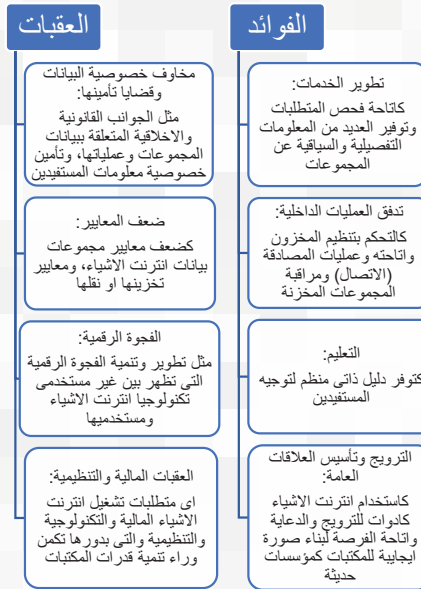 الفوائد
تطوير الخدمات:
كاتاحة فحص المتطلبات
وتوفير العديد من المعلومات
التفصيلية والسياقية عن
المجموعات
تدفق العمليات الداخلية:
كالتحكم بتنظيم المخزون
واتاحته وعمليات المصادقة
(الاتصال) ومراقبة
المجموعات المخزنة
التعليم:
كتوفر دليل ذاتى منظم لتوجيه
المستفيدين
الترويج وتأسيس العلاقات
العامة:
كاستخدام انترنت الاشياء
كادوات للترويج والدعاية
واتاحة الفرصة لبناء صورة
ايجابية للمكتبات كمؤسسات
حديثة
العقبات
مخاوف خصوصية البيانات
وقضايا تأمينها:
مثل الجوانب القانونية
والاخلاقية المتعلقة ببيانات
المجموعات وعملياتها، وتأمين
خصوصية معلومات المستفيدين
ضعف المعايير:
كضعف معايير مجموعات
بيانات انترنت الاشياء، ومعايير
تخزينها او نقلها
الفجوة الرقمية:
مثل تطوير وتنمية الفجوة الرقمية
التى تظهر بين غير مستخدمى
تكنولوجيا انترنت الاشياء
ومستخدميها
العقبات المالية والتنظيمية:
اى متطلبات تشغيل انترنت
الاشياء المالية والتكنولوجية
والتنظيمية والتى بدورها تكمن
وراء تنمية قدرات المكتبات